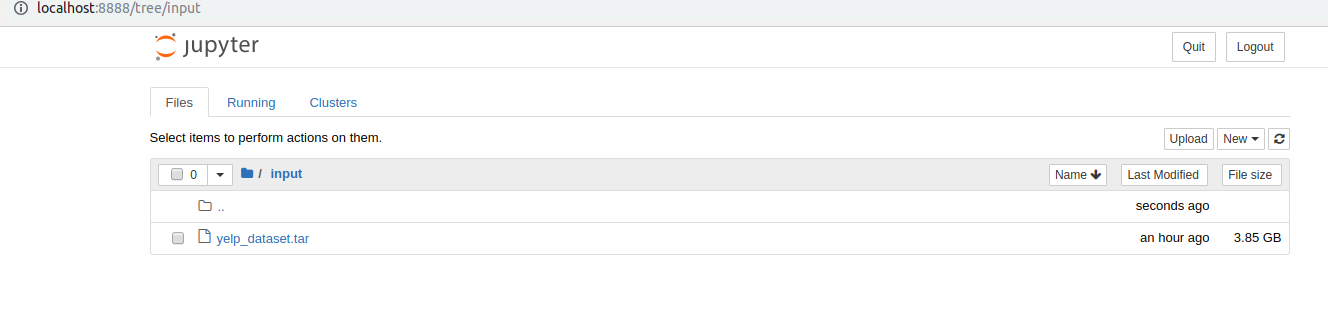 localhost:8888/tree/input
jupyter
Quit Logout
Files Running Clusters
Select items to perform actions on them.
Upload New
0 / input Name Last Modified File size
.. seconds ago
yelp_dataset.tar an hour ago 3.85 GB